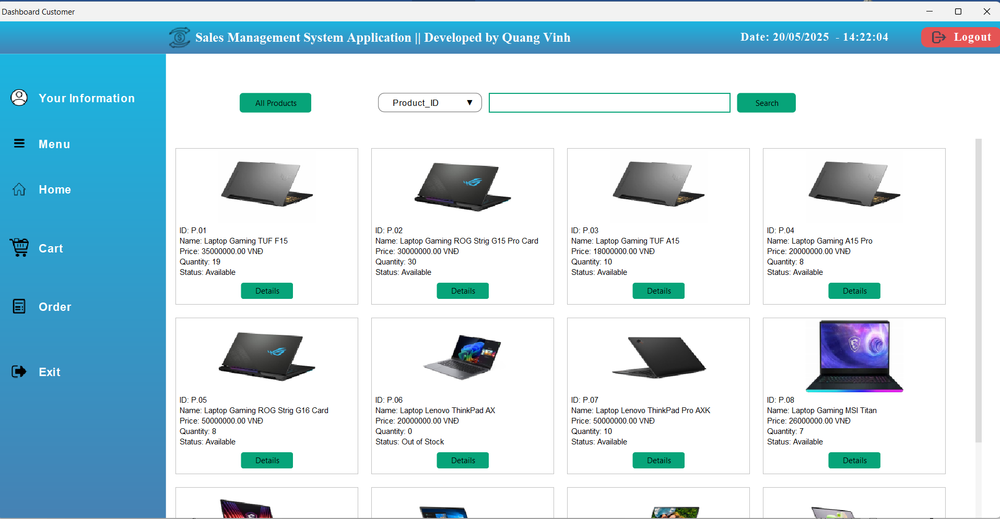 Dashboard Customer
Sales Management System Application || Developed by Quang Vinh
Date: 20/05/2025 - 14:22:04
Logout
Your Information
Menu
Home
Cart
Order
Exit
All Products
Product_ID ▼
Search
ID: P.01
Name: Laptop Gaming TUF F15
Price: 35000000.00 VNĐ
Quantity: 19
Status: Available
Details
ID: P.02
Name: Laptop Gaming ROG Strig G15 Pro Card
Price: 30000000.00 VNĐ
Quantity: 30
Status: Available
Details
ID: P.03
Name: Laptop Gaming TUF A15
Price: 18000000.00 VNĐ
Quantity: 10
Status: Available
Details
ID: P.04
Name: Laptop Gaming A15 Pro
Price: 20000000.00 VNĐ
Quantity: 8
Status: Available
Details
ID: P.05
Name: Laptop Gaming ROG Strig G16 Card
Price: 50000000.00 VNĐ
Quantity: 8
Status: Available
Details
ID: P.06
Name: Laptop Lenovo ThinkPad AX
Price: 20000000.00 VNĐ
Quantity: 0
Status: Out of Stock
Details
ID: P.07
Name: Laptop Lenovo ThinkPad Pro AXK
Price: 50000000.00 VNĐ
Quantity: 10
Status: Available
Details
ID: P.08
Name: Laptop Gaming MSI Titan
Price: 26000000.00 VNĐ
Quantity: 7
Status: Available
Details